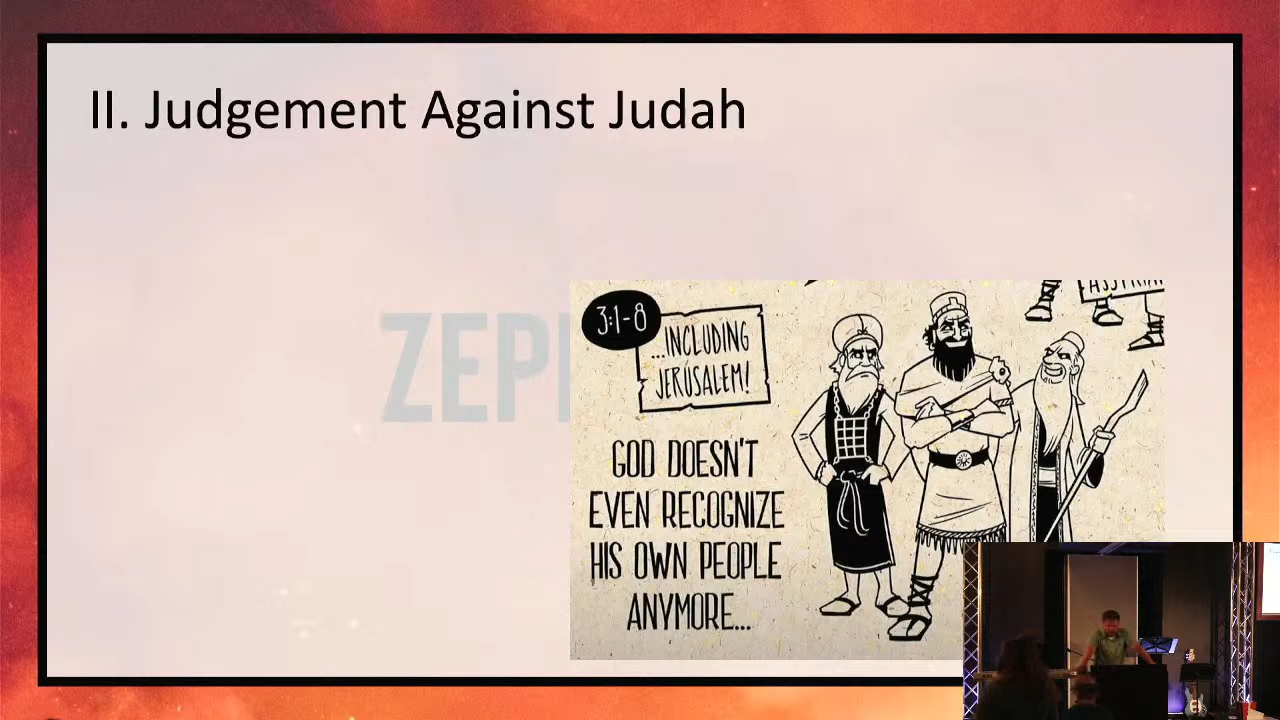 II. Judgement Against Judah
ZEP
3:1-8
...INCLUDING
JERUSALEM!
GOD DOESN'T
EVEN RECOGNIZE
HIS OWN PEOPLE
ANYMORE...